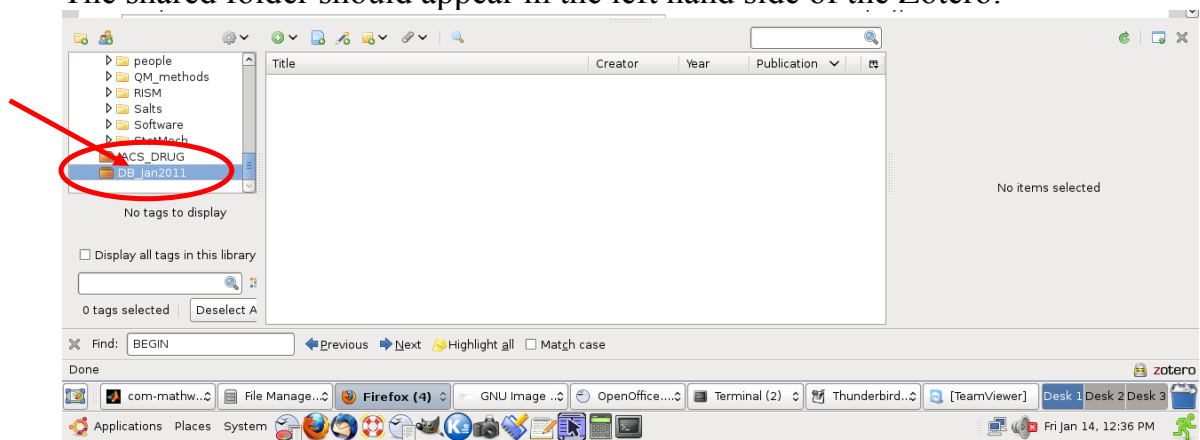 The shared folder should appear in the left hand side of the Zotero.
people
QM_methods
RISM
Salts
Software
StatMech
ACS_DRUG
DB_Jan2011
Title Creator Year Publication
No items selected
No tags to display
Display all tags in this library
0 tags selected Deselect A
Find: BEGIN Previous Next Highlight all Match case
Done zotero
com-mathw.. File Manage... Firefox (4) GNU Image .. OpenOffice.... Terminal (2) Thunderbird.. [TeamViewer] Desk 1 Desk 2 Desk 3
Applications Places System Fri Jan 14, 12:36 PM